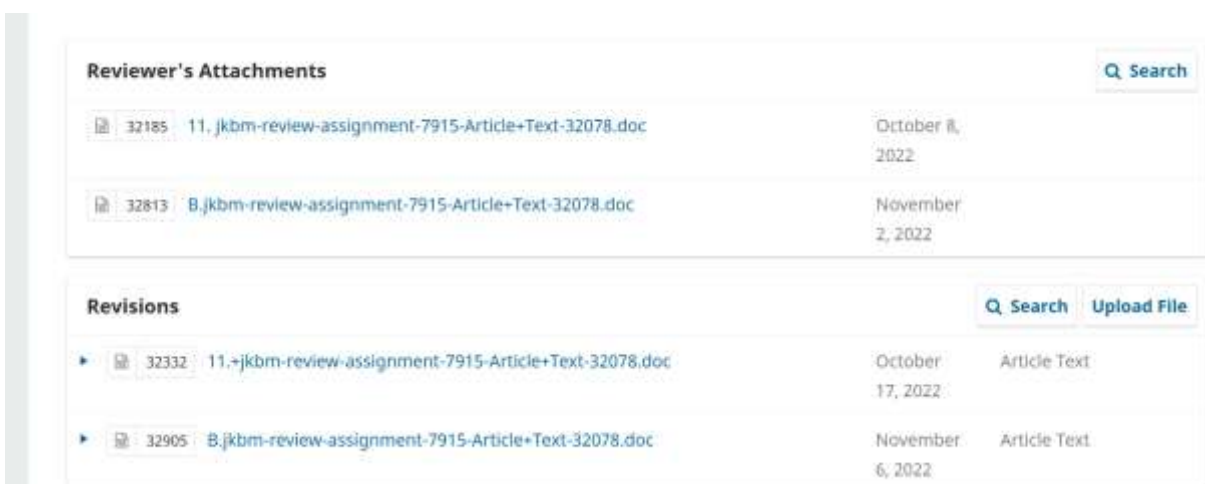 Reviewer's Attachments Search
32185 11. jkbm-review-assignment-7915-Article+Text-32078.doc October 8,
2022
32813 B.jkbm-review-assignment-7915-Article+Text-32078.doc November
2, 2022
Revisions Search Upload File
32332 11.+jkbm-review-assignment-7915-Article+Text-32078.doc October Article Text
17, 2022
32905 B.jkbm-review-assignment-7915-Article+Text-32078.doc November Article Text
6, 2022